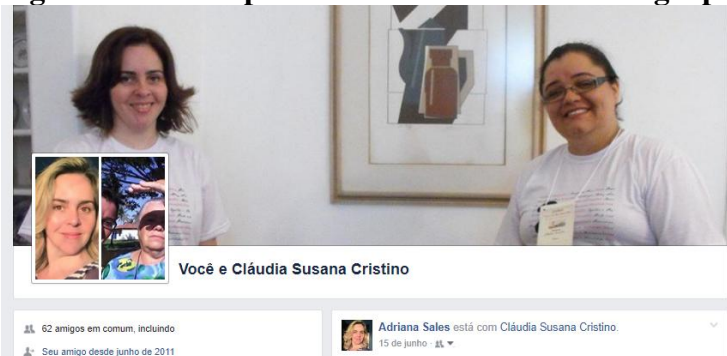 Você e Cláudia Susana Cristino
62 amigos em comum, incluindo
Seu amigo desde junho de 2011
Adriana Sales está com Cláudia Susana Cristino.
15 de junho